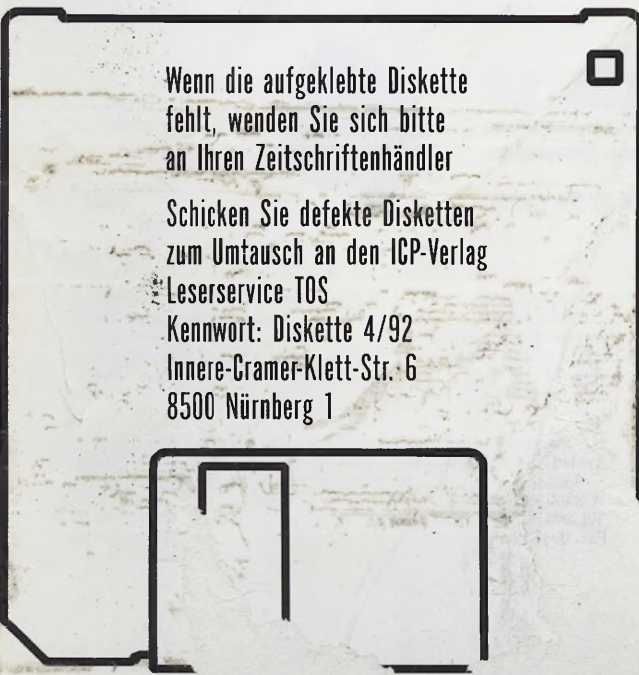 Wenn die aufgeklebte Diskette
fehlt, wenden Sie sich bitte
an Ihren Zeitschriftenhändler
Schicken Sie defekte Disketten
zum Umtausch an den ICP-Verlag
Leserservice TOS
Kennwort: Diskette 4/92
Innere-Cramer-Klett-Str. 6
8500 Nürnberg 1